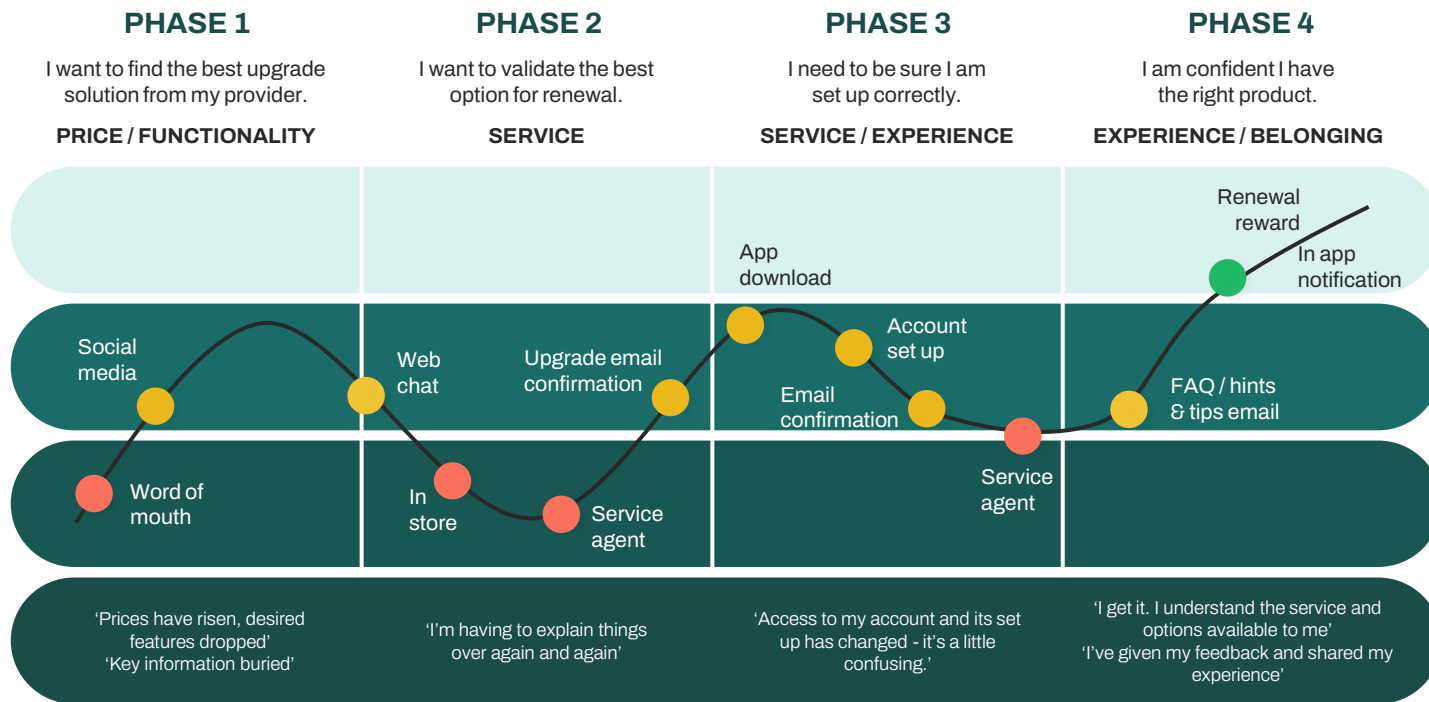 PHASE 1
I want to find the best upgrade
solution from my provider.
PRICE / FUNCTIONALITY
PHASE 2
I want to validate the best
option for renewal.
SERVICE
PHASE 3
I need to be sure I am
set up correctly.
SERVICE / EXPERIENCE
PHASE 4
I am confident I have
the right product.
EXPERIENCE / BELONGING
Social
media
Word of
mouth
Web
chat
In
store
Service
agent
Upgrade email
confirmation
App
download
Account
set up
Email
confirmation
Service
agent
Renewal
reward
In app
notification
FAQ / hints
& tips email
‘Prices have risen, desired
features dropped’
‘Key information buried’
‘I’m having to explain things
over again and again’
‘Access to my account and its set
up has changed - it’s a little
confusing.’
‘I get it. I understand the service and
options available to me’
‘I’ve given my feedback and shared my
experience’